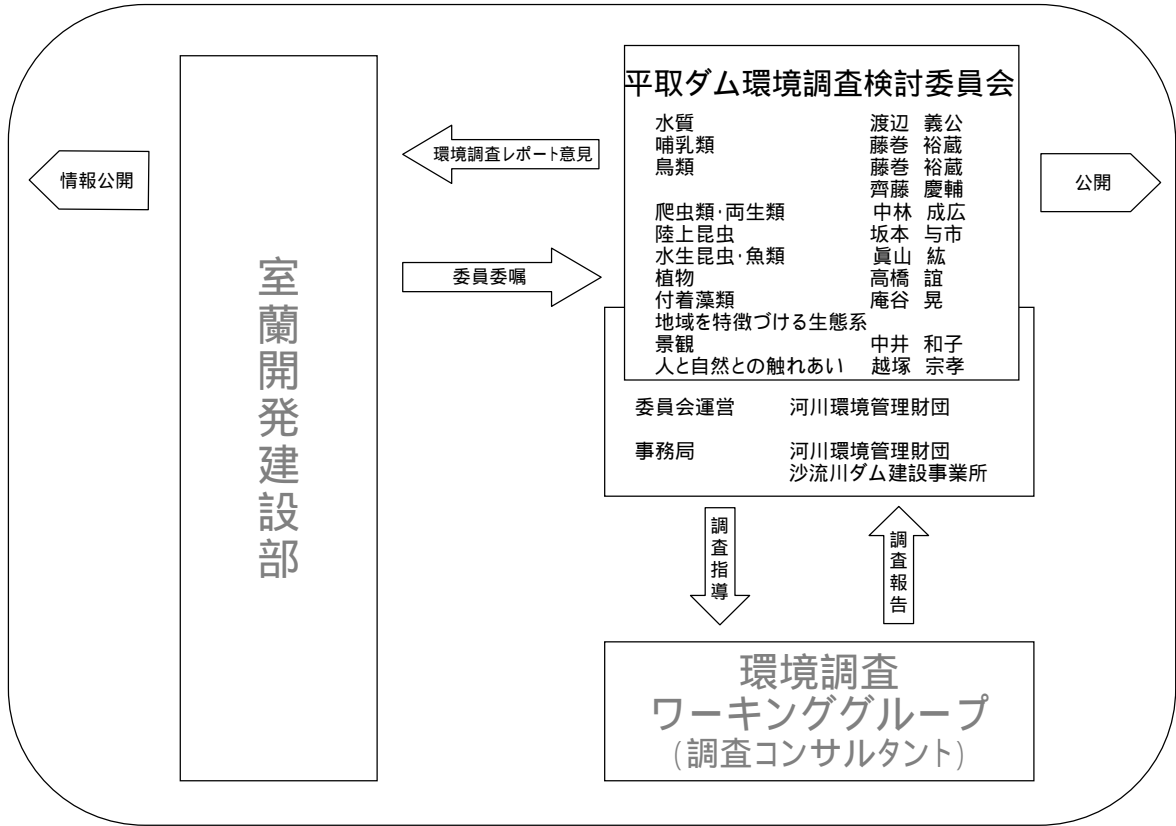 情報公開
室蘭開発建設部
環境調査レポート意見
委員委嘱
平取ダム環境調査検討委員会
水質 渡辺 義公
哺乳類 藤巻 裕蔵
鳥類 藤巻 裕蔵
齊藤 慶輔
爬虫類・両生類 中林 成広
陸上昆虫 坂本 与市
水生昆虫・魚類 眞山 紘
植物 高橋 誼
付着藻類 庵谷 晃
地域を特徴づける生態系
景観 中井 和子
人と自然との触れあい 越塚 宗孝
委員会運営 河川環境管理財団
事務局 河川環境管理財団
沙流川ダム建設事業所
公開
調査指導
調査報告
環境調査
ワーキンググループ
(調査コンサルタント)